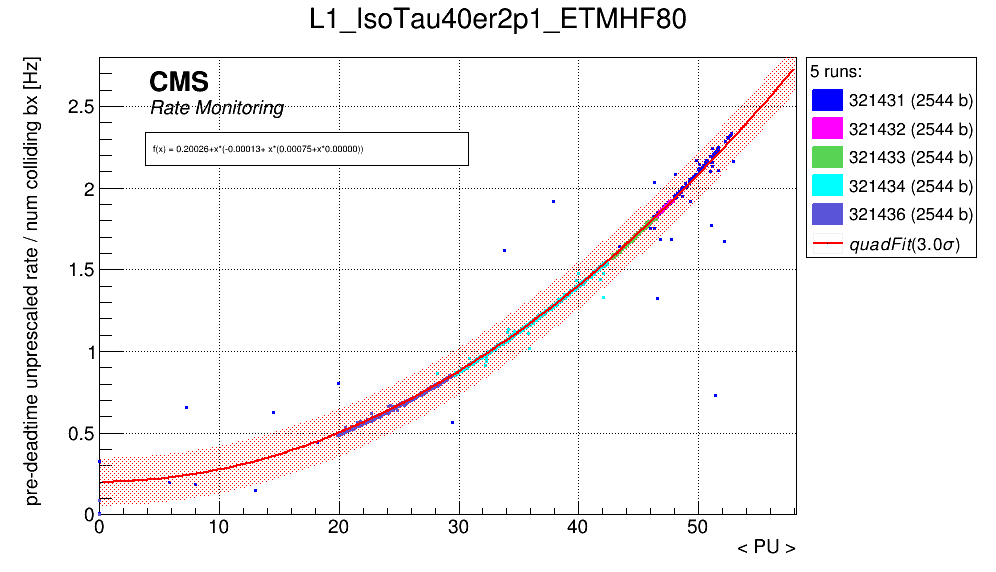 L1_IsoTau40er2p1_ETMHF80
pre-deadtime unprescaled rate / num colliding bx [Hz]
CMS
Rate Monitoring
f(x) = 0.20026+x*(-0.00013+ x*(0.00075+x*0.00000))
2.5
2
1.5
1
0.5
0
0 10 20 30 40 50
< PU >
5 runs:
321431 (2544 b)
321432 (2544 b)
321433 (2544 b)
321434 (2544 b)
321436 (2544 b)
quadFit(3.0σ)